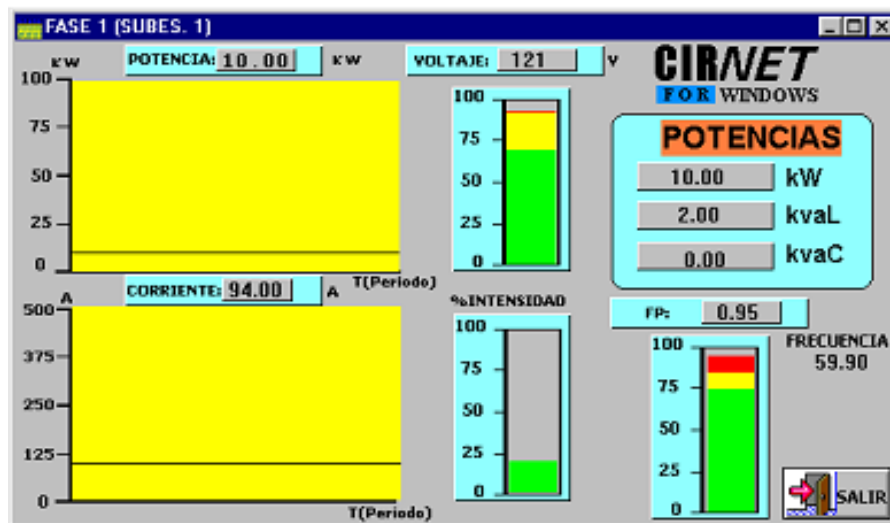 FASE 1 (SUBES. 1)
KW POTENCIA: 10.00 KW
100
75
50
25
0
T(Periodo)
VOLTAJE: 121 V
100
75
50
25
0
CIRNET
FOR WINDOWS
POTENCIAS
10.00 kW
2.00 kvaL
0.00 kvaC
A CORRIENTE: 94.00 A
500
375
250
125
0
T(Periodo)
%INTENSIDAD
100
75
50
25
0
FP: 0.95
100
75
50
25
0
FRECUENCIA
59.90
SALIR